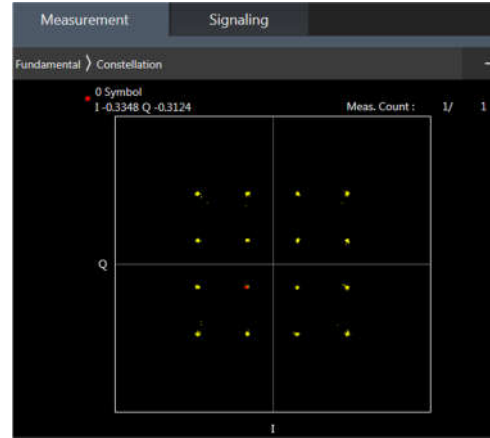 Measurement Signaling
Fundamental 〉 Constellation
0 Symbol
I -0.3348 Q -0.3124 Meas. Count : 1/ 1
Q
I